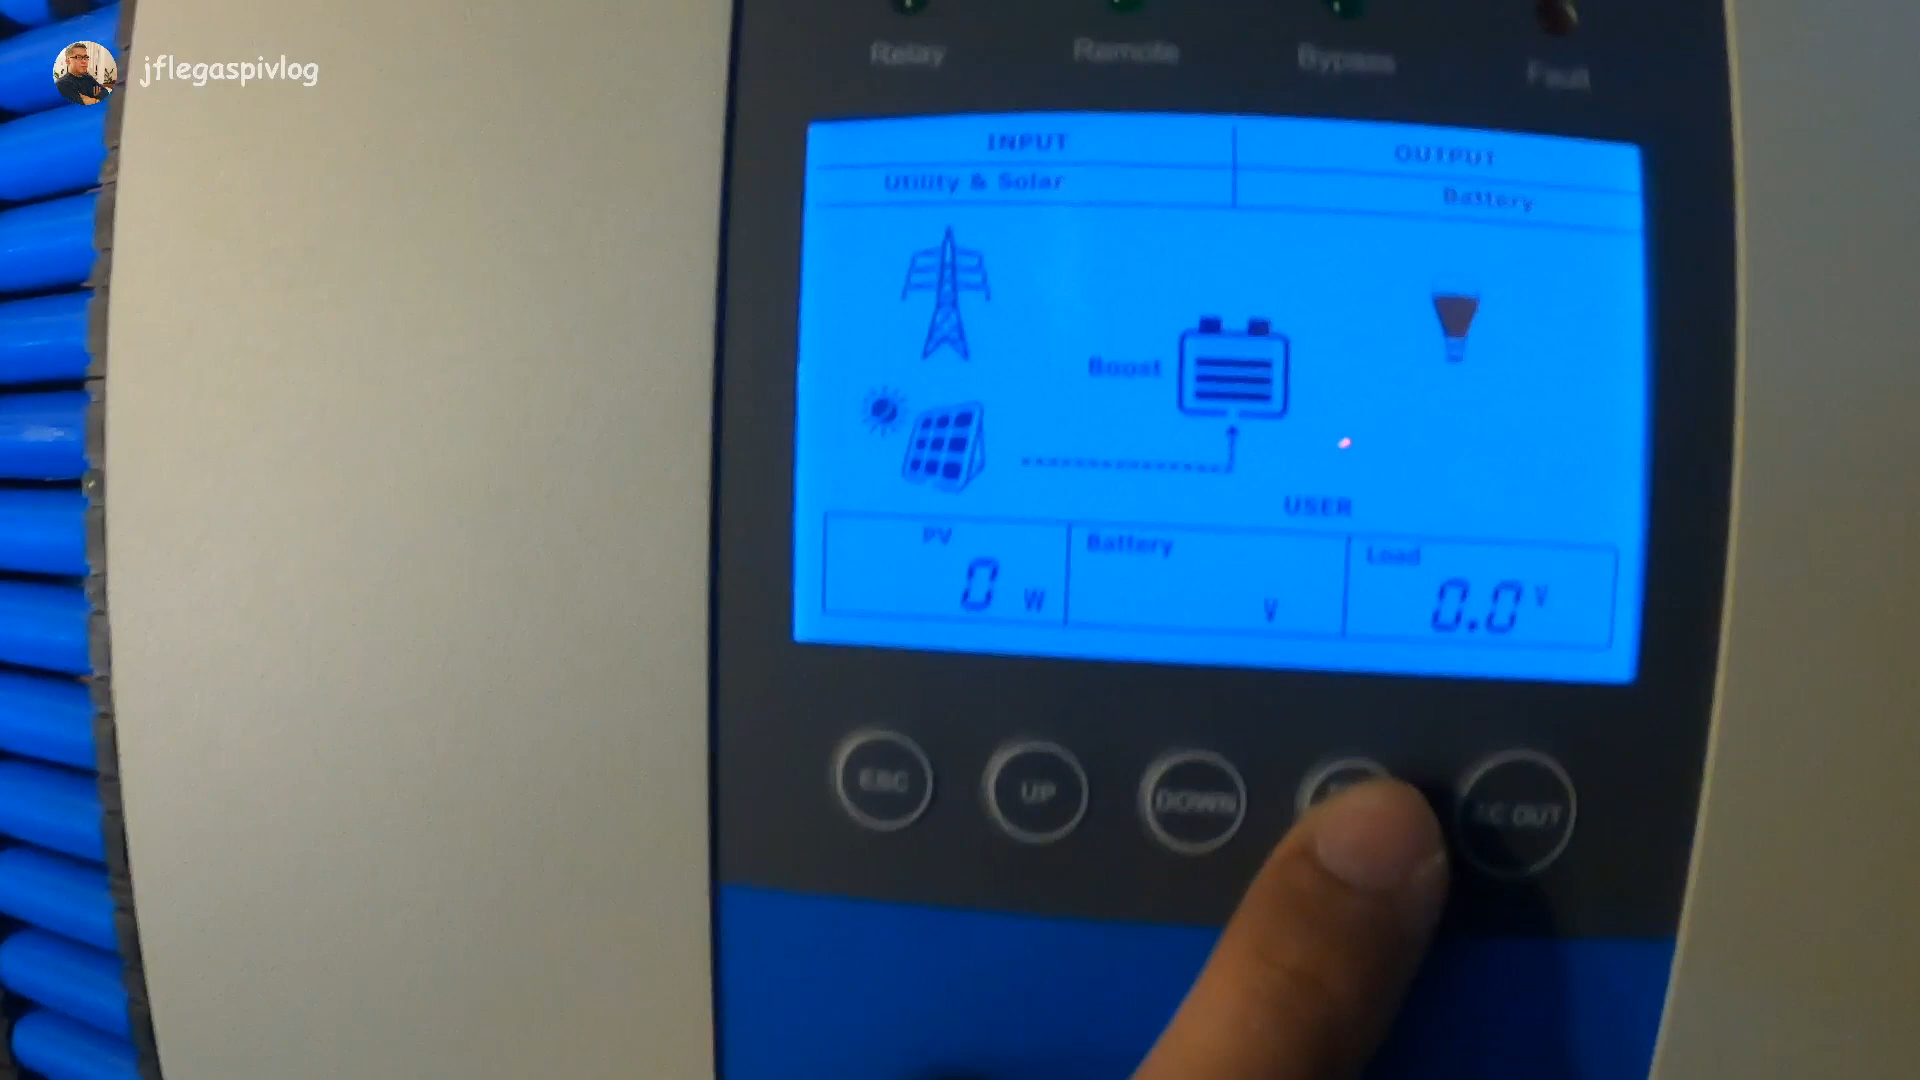 jflegaspivlog
Relay Remote Bypass Fault
INPUT OUTPUT
Utility & Solar Battery
Boost
USER
PV Battery Load
0 W V 0.0 V
ESC UP DOWN OUT